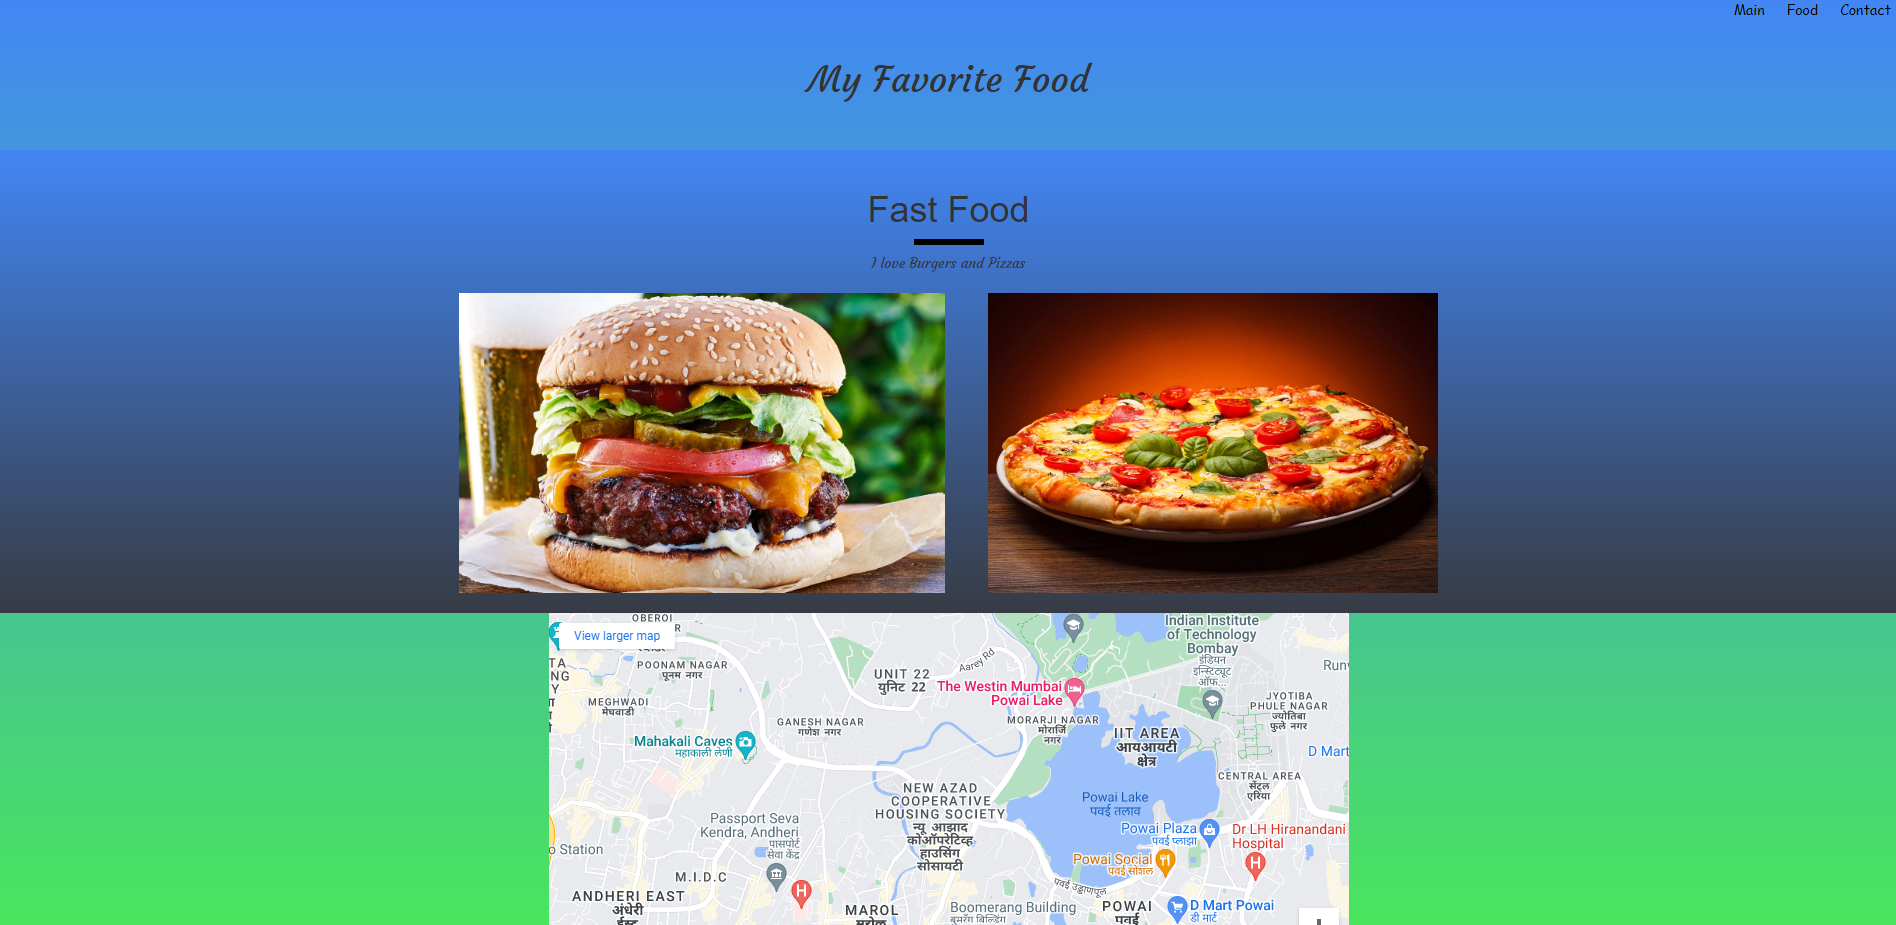 Main Food Contact
My Favorite Food
Fast Food
I love Burgers and Pizzas
OBEROI
View larger map
POONAM NAGAR
पूनम नगर
MEGHWADI
मेघवाडी
UNIT 22
युनिट 22
Aarey Rd
The Westin Mumbai
Powai Lake
Indian Institute
of Technology
Bombay
इंडियन
इन्स्टिट्यूट
ऑफ...
MORARJI NAGAR
मोरार्जी
नगर
JYOTIBA
PHULE NAGAR
ज्योतिबा
फुले नगर
GANESH NAGAR
गणेश नगर
Mahakali Caves
महाकाली लेणी
IIT AREA
आयआयटी
क्षेत्र
D Mart
CENTRAL AREA
सेंट्रल
एरिया
NEW AZAD
COOPERATIVE
HOUSING SOCIETY
न्यू आझाद
कोऑपरेटिव्ह
हाउसिंग
सोसायटी
Powai Lake
पवई तलाव
Passport Seva
Kendra, Andheri
पासपोर्ट
सेवा केंद्र
Powai Plaza
पवई प्लाझा
Dr LH Hiranandani
Hospital
Station
Powai Social
पवई सोशल
M.I.D.C
पवई उड्डाणपूल
ANDHERI EAST
अंधेरी
ईस्ट
MAROL
मरोळ
Boomerang Building
बूमरँग बिल्डिंग
POWAI
पवई
D Mart Powai
डी मार्ट